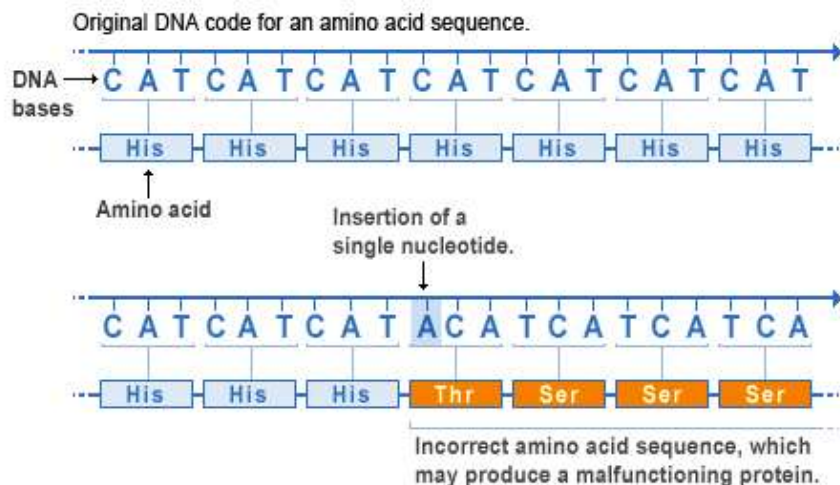 Original DNA code for an amino acid sequence.
DNA bases
C A T C A T C A T C A T C A T C A T C A T
His His His His His His His
Amino acid
Insertion of a
single nucleotide.
C A T C A T C A T A C A T C A T C A T C A
His His His Thr Ser Ser Ser
Incorrect amino acid sequence, which
may produce a malfunctioning protein.